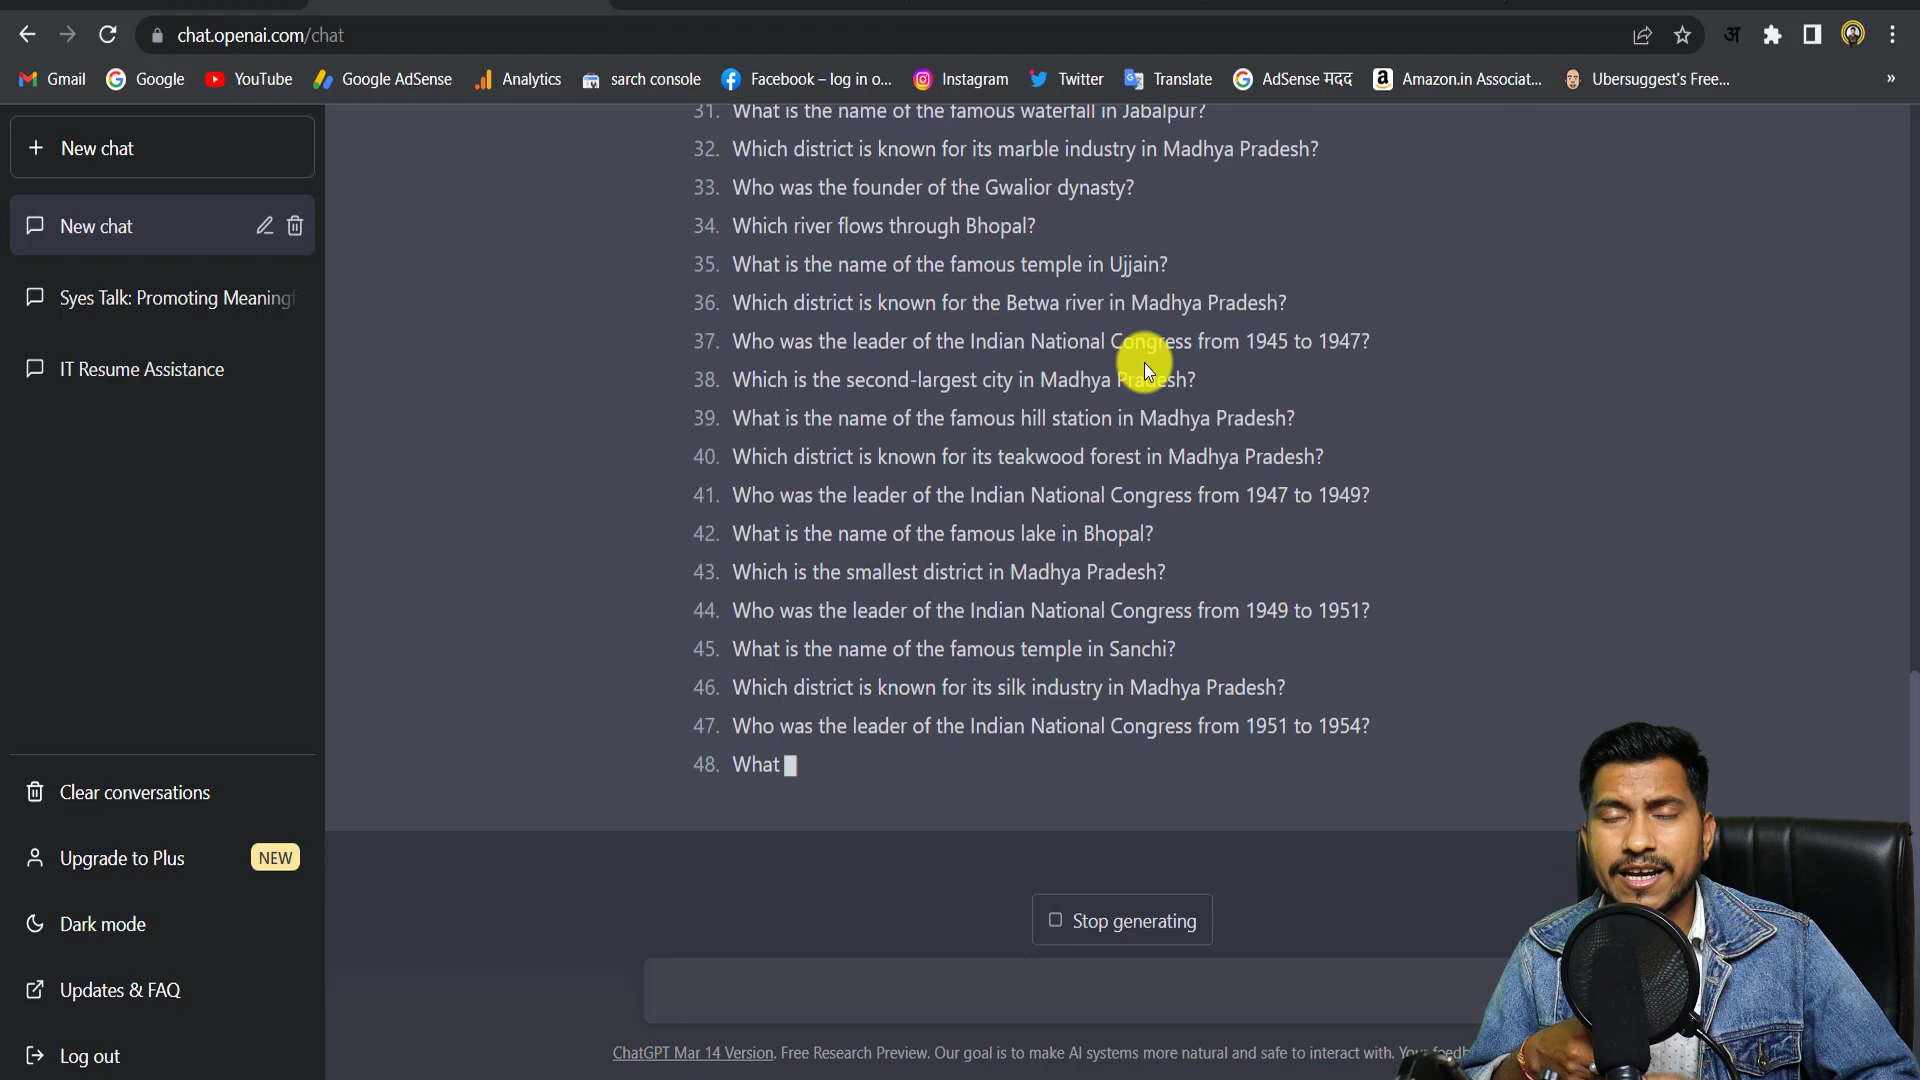 chat.openai.com/chat
अ
Gmail
Google
YouTube
Google AdSense
Analytics
sarch console
Facebook – log in o...
Instagram
Twitter
Translate
AdSense मदद
Amazon.in Associat...
Ubersuggest's Free...
»
+ New chat
New chat
Syes Talk: Promoting Meaningf
IT Resume Assistance
31. What is the name of the famous waterfall in Jabalpur?
32. Which district is known for its marble industry in Madhya Pradesh?
33. Who was the founder of the Gwalior dynasty?
34. Which river flows through Bhopal?
35. What is the name of the famous temple in Ujjain?
36. Which district is known for the Betwa river in Madhya Pradesh?
37. Who was the leader of the Indian National Congress from 1945 to 1947?
38. Which is the second-largest city in Madhya Pradesh?
39. What is the name of the famous hill station in Madhya Pradesh?
40. Which district is known for its teakwood forest in Madhya Pradesh?
41. Who was the leader of the Indian National Congress from 1947 to 1949?
42. What is the name of the famous lake in Bhopal?
43. Which is the smallest district in Madhya Pradesh?
44. Who was the leader of the Indian National Congress from 1949 to 1951?
45. What is the name of the famous temple in Sanchi?
46. Which district is known for its silk industry in Madhya Pradesh?
47. Who was the leader of the Indian National Congress from 1951 to 1954?
48. What
Clear conversations
Upgrade to Plus NEW
Dark mode
Updates & FAQ
Log out
Stop generating
ChatGPT Mar 14 Version. Free Research Preview. Our goal is to make AI systems more natural and safe to interact with. Your